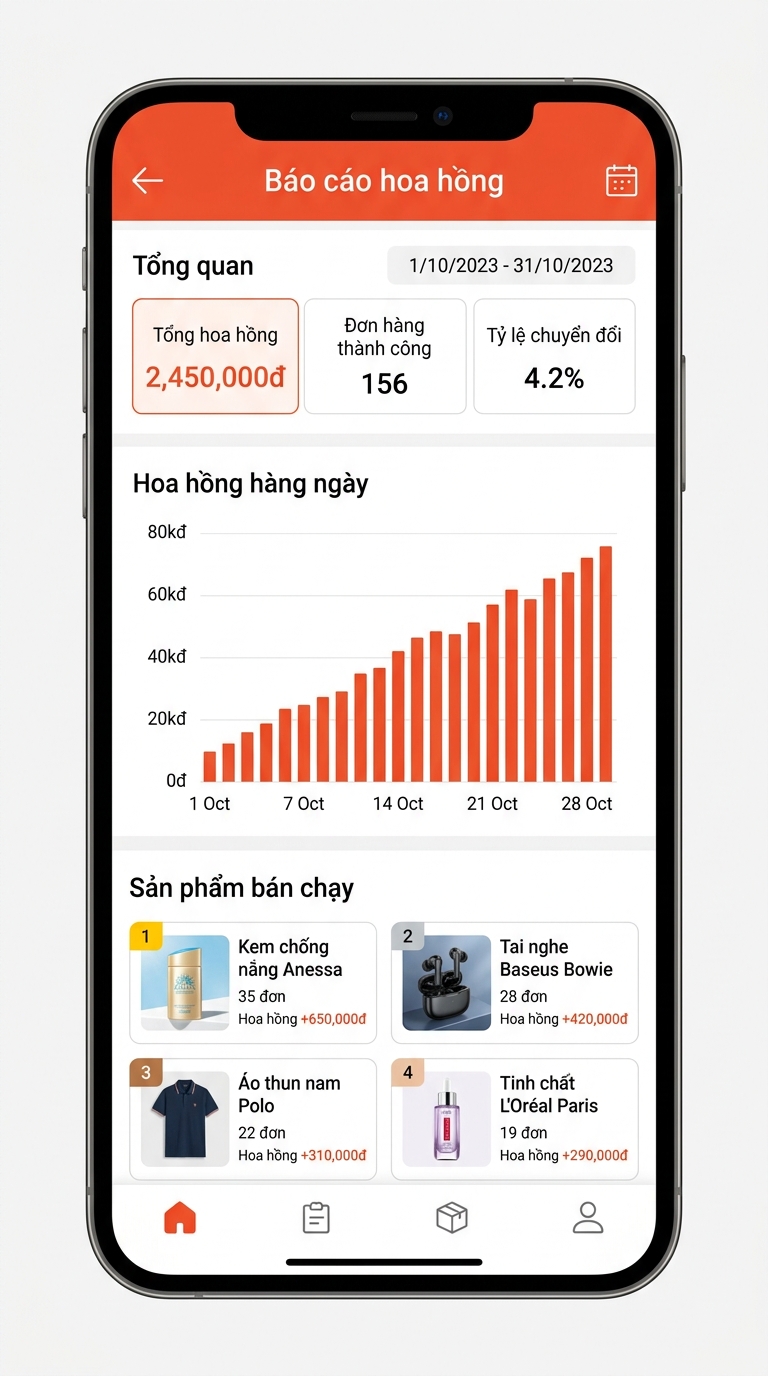 Báo cáo hoa hồng
Tổng quan
1/10/2023 - 31/10/2023
Tổng hoa hồng
2,450,000đ
Đơn hàng
thành công
156
Tỷ lệ chuyển đổi
4.2%
Hoa hồng hàng ngày
80kđ
60kđ
40kđ
20kđ
0đ
1 Oct
7 Oct
14 Oct
21 Oct
28 Oct
Sản phẩm bán chạy
1
Kem chống
nắng Anessa
35 đơn
Hoa hồng +650,000đ
2
Tai nghe
Baseus Bowie
28 đơn
Hoa hồng +420,000đ
3
Áo thun nam
Polo
22 đơn
Hoa hồng +310,000đ
4
Tinh chất
L'Oréal Paris
19 đơn
Hoa hồng +290,000đ